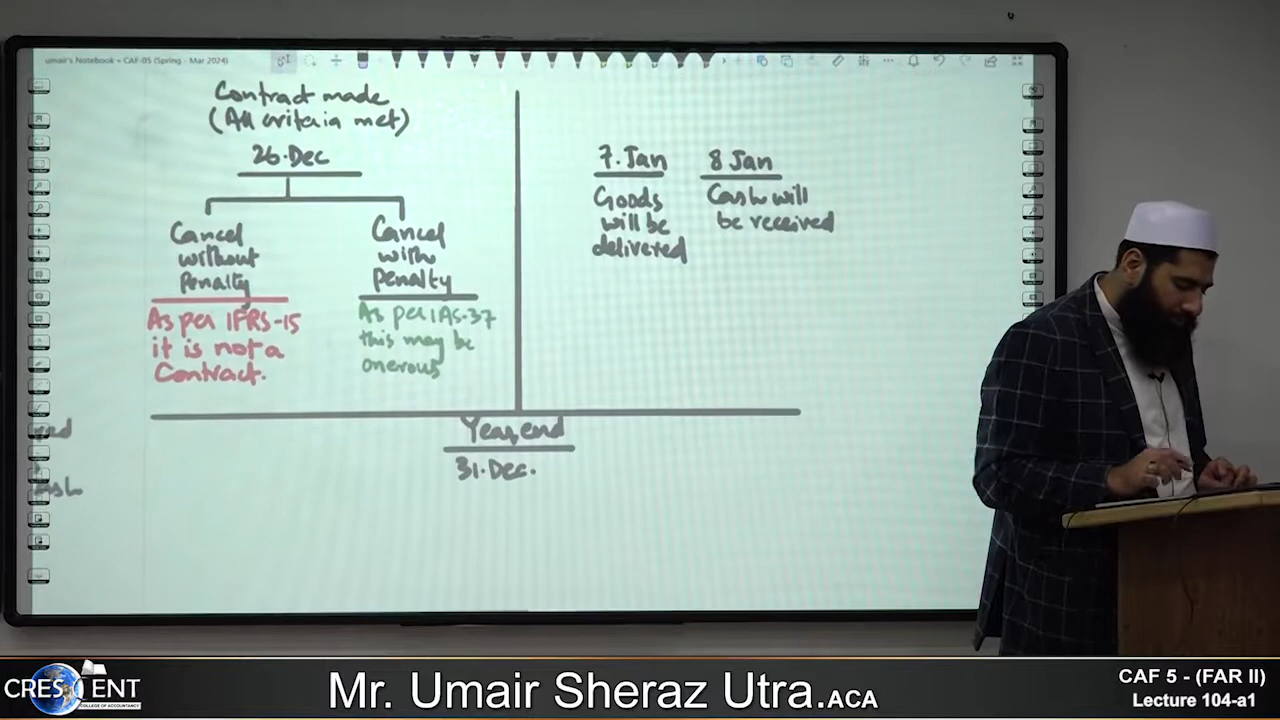 umair's Notebook » CAF-05 (Spring - Mar 2024)
Contract made
(All criteria met)
26.Dec
Cancel
without
Penalty
As per IFRS-15
it is not a
Contract.
Cancel
with
Penalty
As per IAS-37
this may be
onerous
7.Jan
Goods
will be
delivered
8 Jan
Cash will
be received
Year end
31.Dec.
CRESCENT
COLLEGE OF ACCOUNTANCY
Mr. Umair Sheraz Utra.ACA
CAF 5 - (FAR II)
Lecture 104-a1